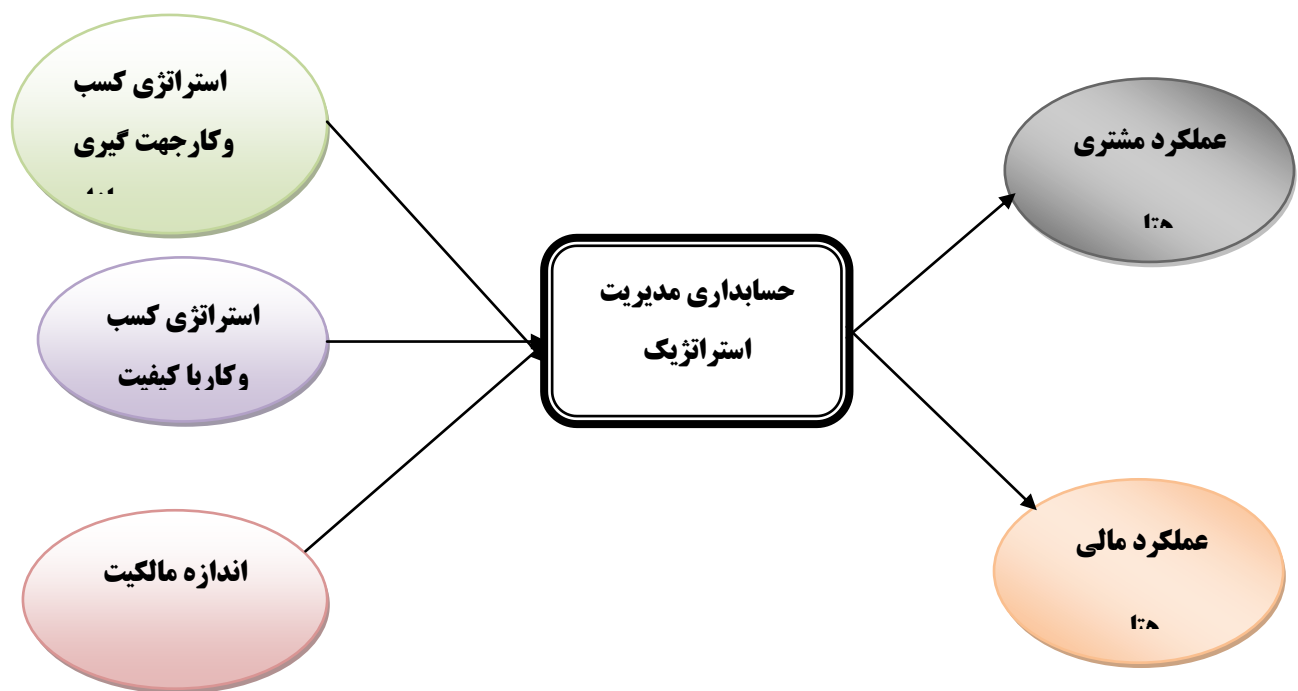 استراتژی کسب
وکارجهت گیری
استراتژی کسب
وکاربا کیفیت
اندازه مالکیت
حسابداری مدیریت
استراتژیک
عملکرد مشتری
عملکرد مالی